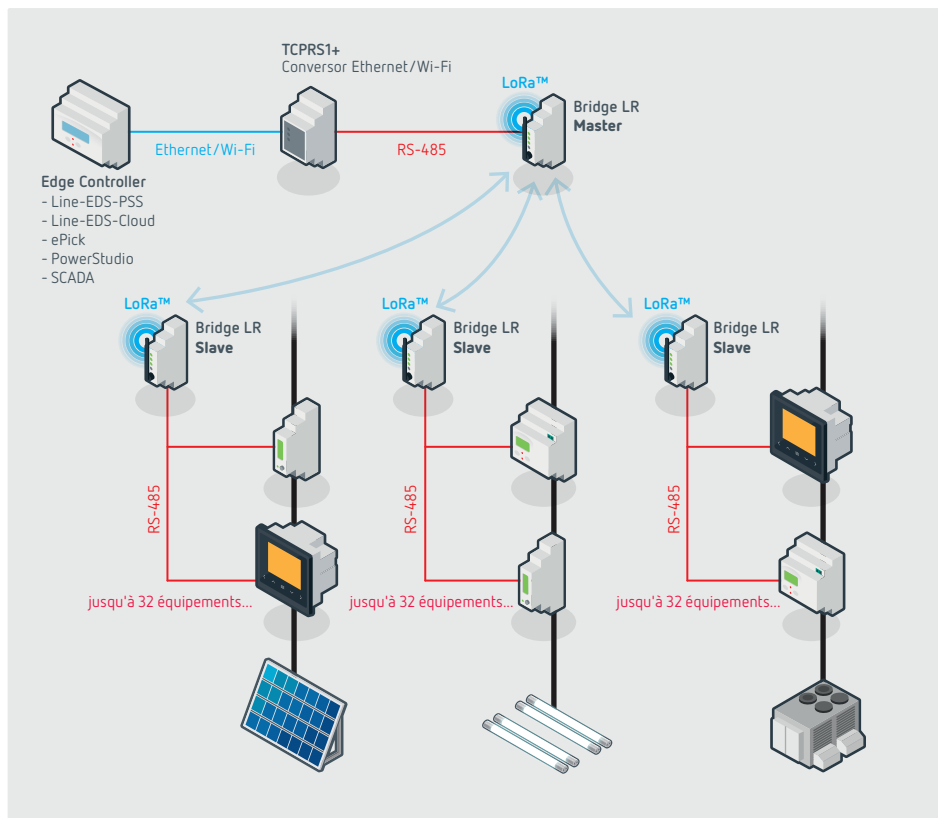 TCPRS1+
Conversor Ethernet/Wi-Fi
LoRa™
Bridge LR
Master
Ethernet/Wi-Fi
RS-485
Edge Controller
- Line-EDS-PSS
- Line-EDS-Cloud
- ePick
- PowerStudio
- SCADA
LoRa™
Bridge LR
Slave
LoRa™
Bridge LR
Slave
LoRa™
Bridge LR
Slave
RS-485
RS-485
RS-485
jusqu'à 32 équipements...
jusqu'à 32 équipements...
jusqu'à 32 équipements...